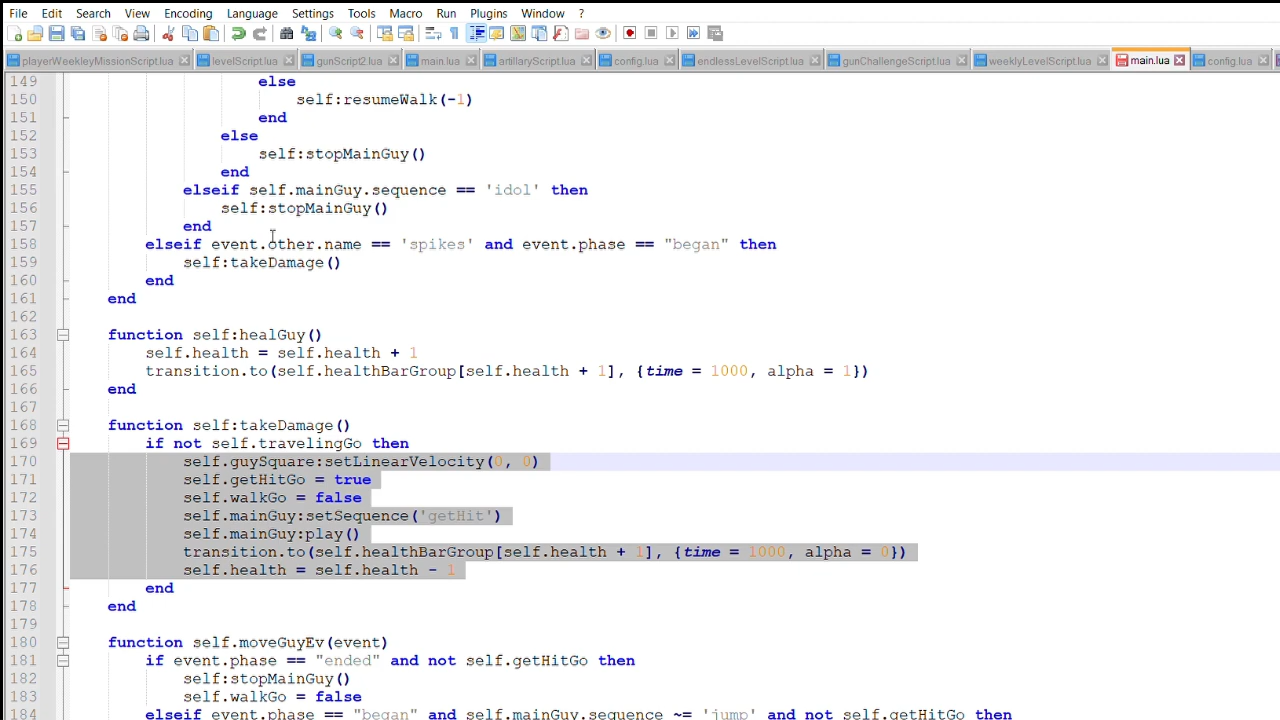 File Edit Search View Encoding Language Settings Tools Macro Run Plugins Window ?
playerWeekleyMissionScript.lua levelScript.lua gunScript2.lua main.lua artillaryScript.lua config.lua endlessLevelScript.lua gunChallengeScript.lua weeklyLevelScript.lua main.lua config.lua
149 else
150 self:resumeWalk(-1)
151 end
152 else
153 self:stopMainGuy()
154 end
155 elseif self.mainGuy.sequence == 'idol' then
156 self:stopMainGuy()
157 end
158 elseif event.other.name == 'spikes' and event.phase == "began" then
159 self:takeDamage()
160 end
161 end
162
163 function self:healGuy()
164 self.health = self.health + 1
165 transition.to(self.healthBarGroup[self.health + 1], {time = 1000, alpha = 1})
166 end
167
168 function self:takeDamage()
169 if not self.travelingGo then
170 self.guySquare:setLinearVelocity(0, 0)
171 self.getHitGo = true
172 self.walkGo = false
173 self.mainGuy:setSequence('getHit')
174 self.mainGuy:play()
175 transition.to(self.healthBarGroup[self.health + 1], {time = 1000, alpha = 0})
176 self.health = self.health - 1
177 end
178 end
179
180 function self.moveGuyEv(event)
181 if event.phase == "ended" and not self.getHitGo then
182 self:stopMainGuy()
183 self.walkGo = false
184 elseif event.phase == "began" and self.mainGuy.sequence ~= 'jump' and not self.getHitGo then